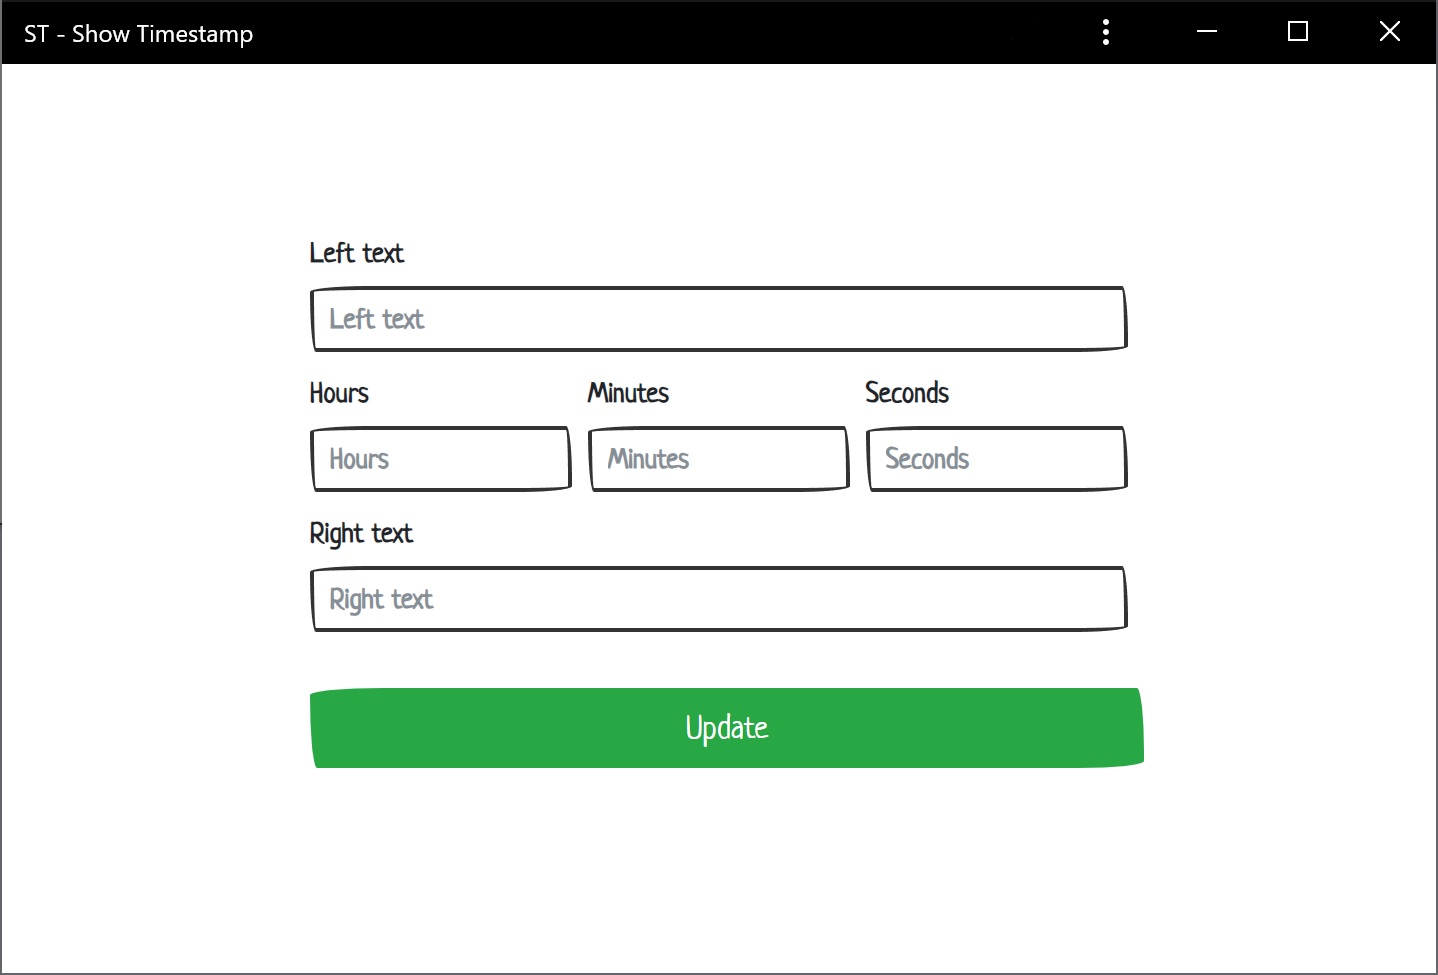 ST - Show Timestamp
Left text
Left text
Hours Minutes Seconds
Hours Minutes Seconds
Right text
Right text
Update